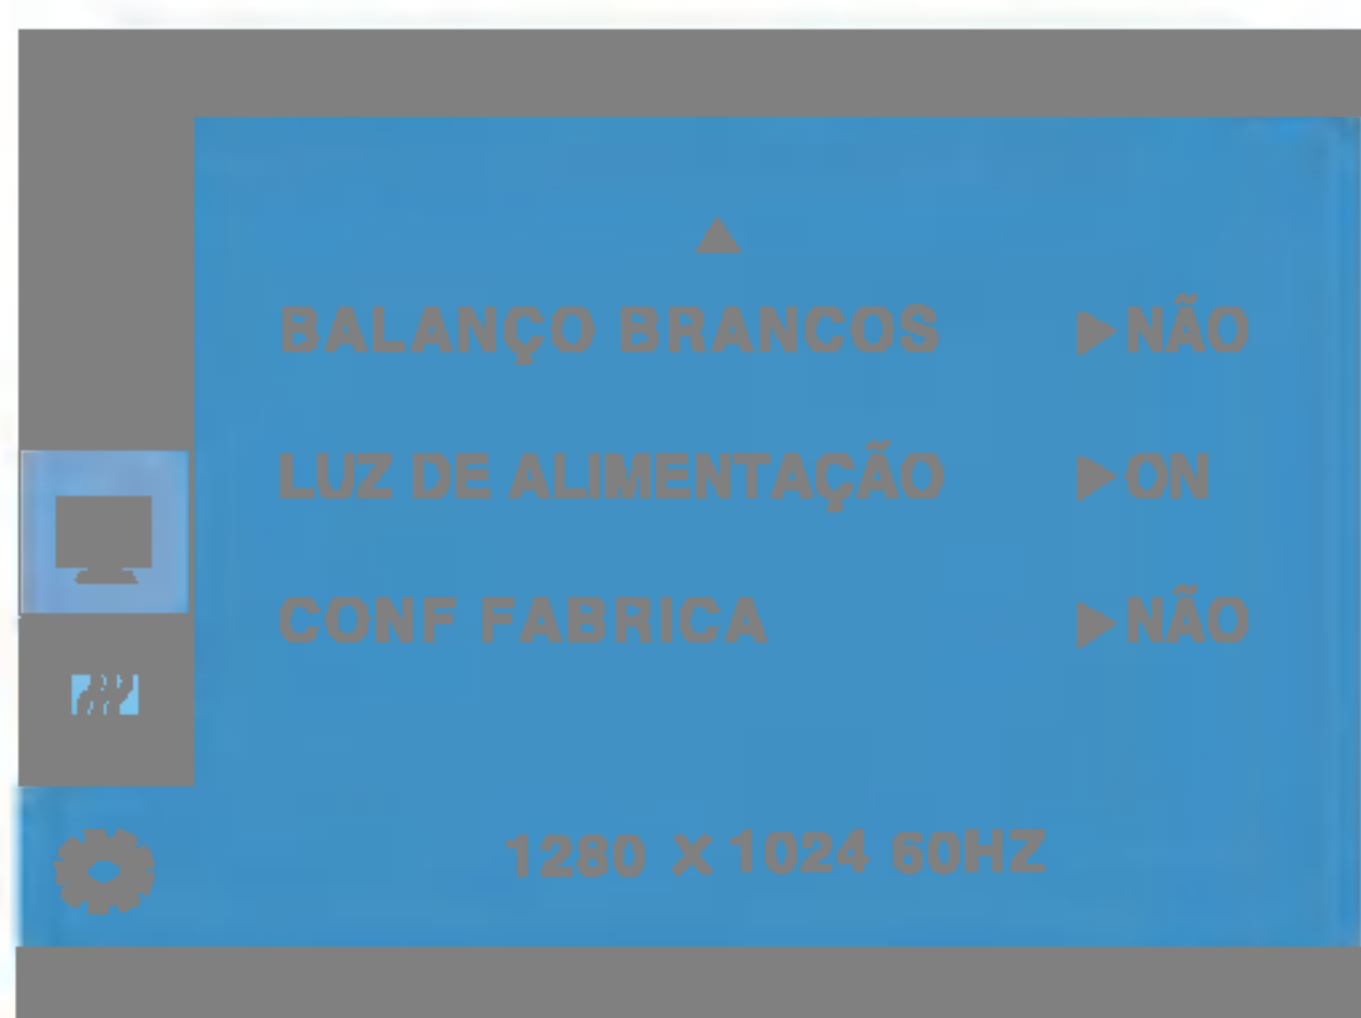 BALANÇO BRANCOS ▶NÃO
LUZ DE ALIMENTAÇÃO ▶ON
CONF FABRICA ▶NÃO
1280 X 1024 60HZ